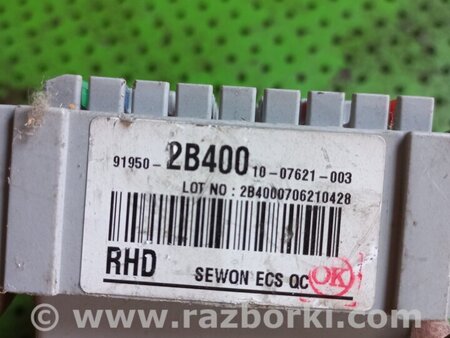 91950-2B400 10-07621-003
LOT NO : 2B4000706210428
RHD SEWON ECS QC OK
www.razborki.com